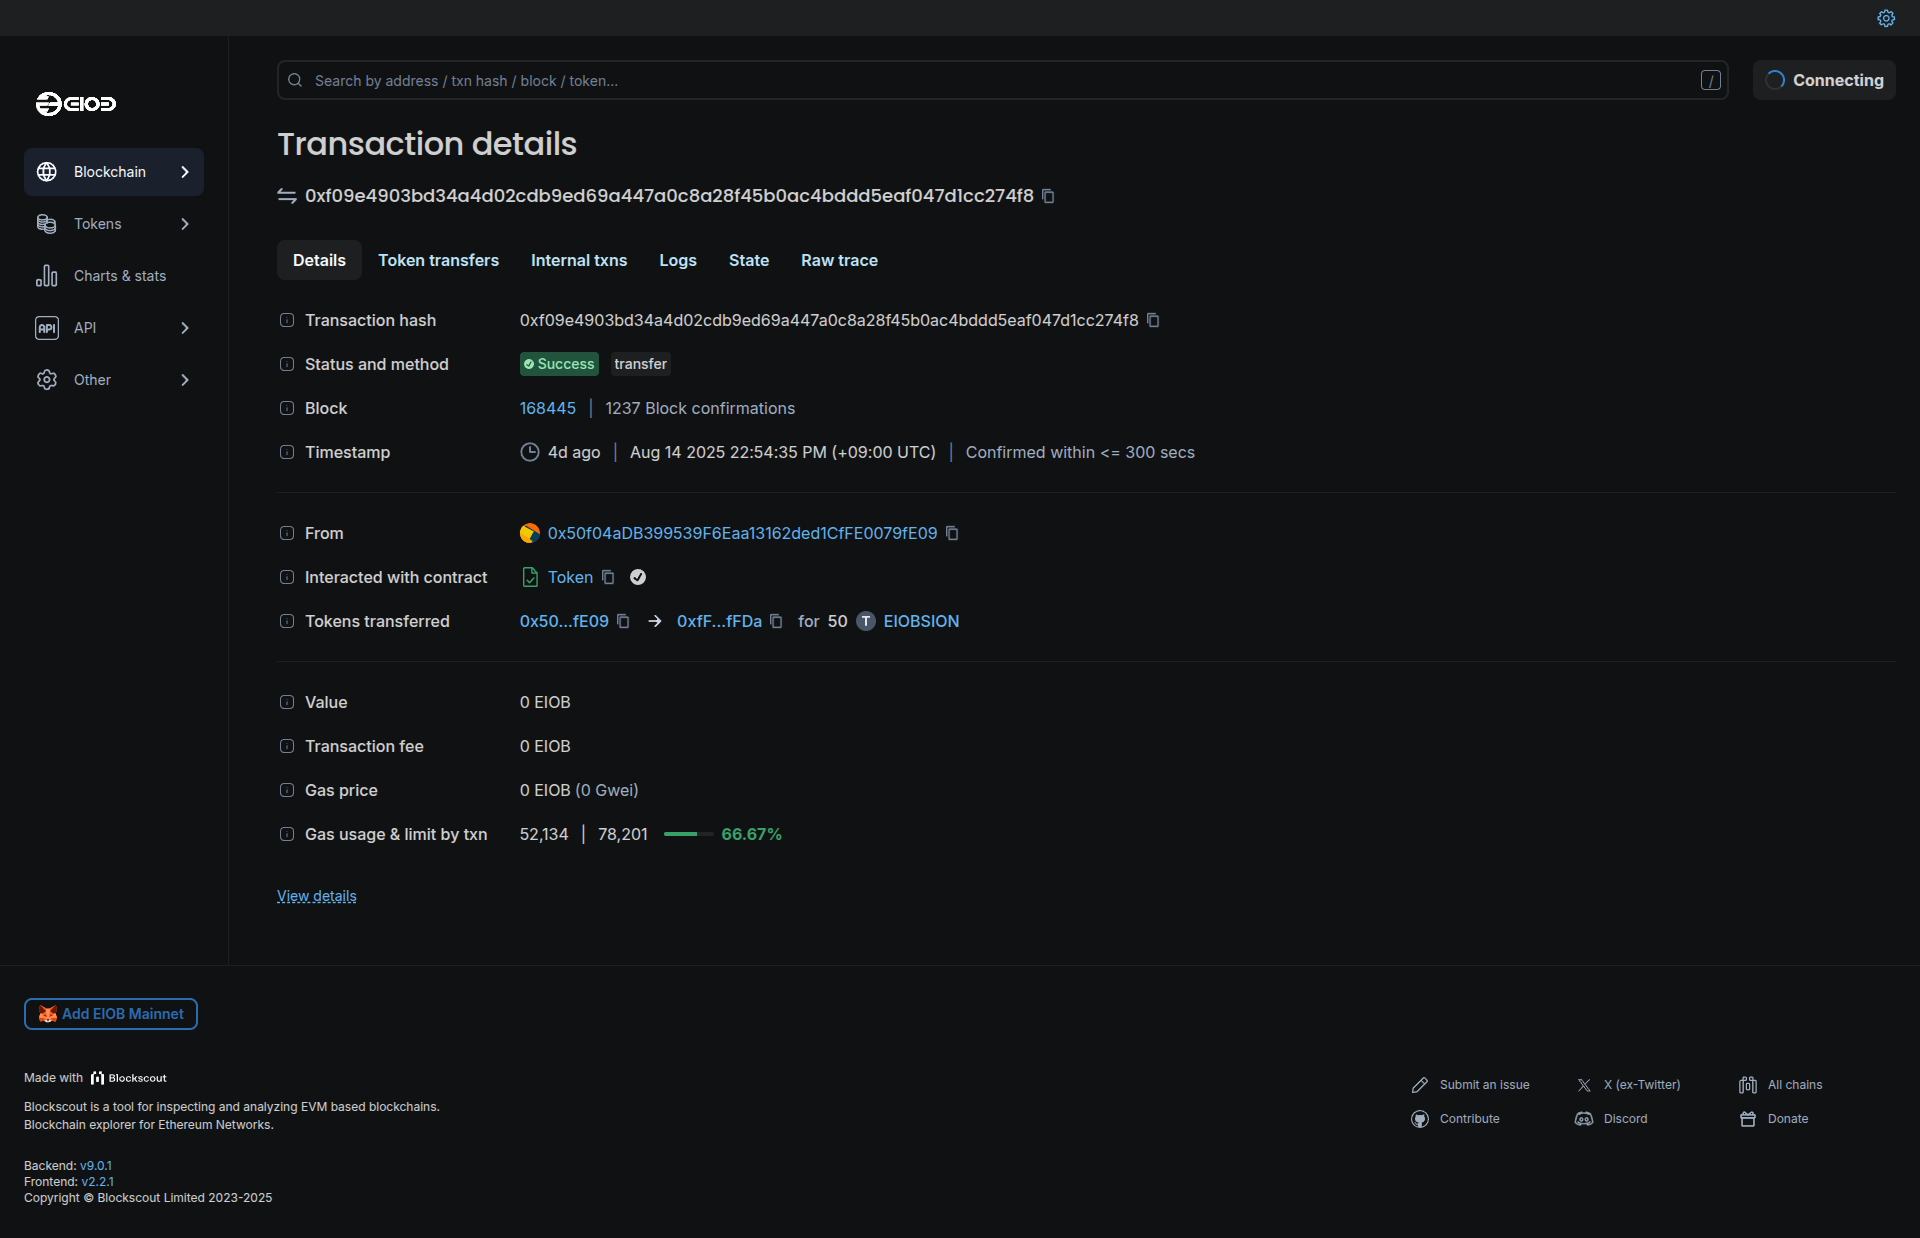 Search by address / txn hash / block / token...
/
Connecting
EIOB
Blockchain
Tokens
Charts & stats
API
API
Other
Transaction details
0xf09e4903bd34a4d02cdb9ed69a447a0c8a28f45b0ac4bddd5eaf047d1cc274f8
Details Token transfers Internal txns Logs State Raw trace
Transaction hash 0xf09e4903bd34a4d02cdb9ed69a447a0c8a28f45b0ac4bddd5eaf047d1cc274f8
Status and method Success transfer
Block 168445 | 1237 Block confirmations
Timestamp 4d ago | Aug 14 2025 22:54:35 PM (+09:00 UTC) | Confirmed within <= 300 secs
From 0x50f04aDB399539F6Eaa13162ded1CfFE0079fE09
Interacted with contract Token
Tokens transferred 0x50...fE09 → 0xfF...fFDa for 50 T EIOBSION
Value 0 EIOB
Transaction fee 0 EIOB
Gas price 0 EIOB (0 Gwei)
Gas usage & limit by txn 52,134 | 78,201 66.67%
View details
Add EIOB Mainnet
Made with Blockscout
Blockscout is a tool for inspecting and analyzing EVM based blockchains.
Blockchain explorer for Ethereum Networks.
Backend: v9.0.1
Frontend: v2.2.1
Copyright © Blockscout Limited 2023-2025
Submit an issue X (ex-Twitter) All chains
Contribute Discord Donate